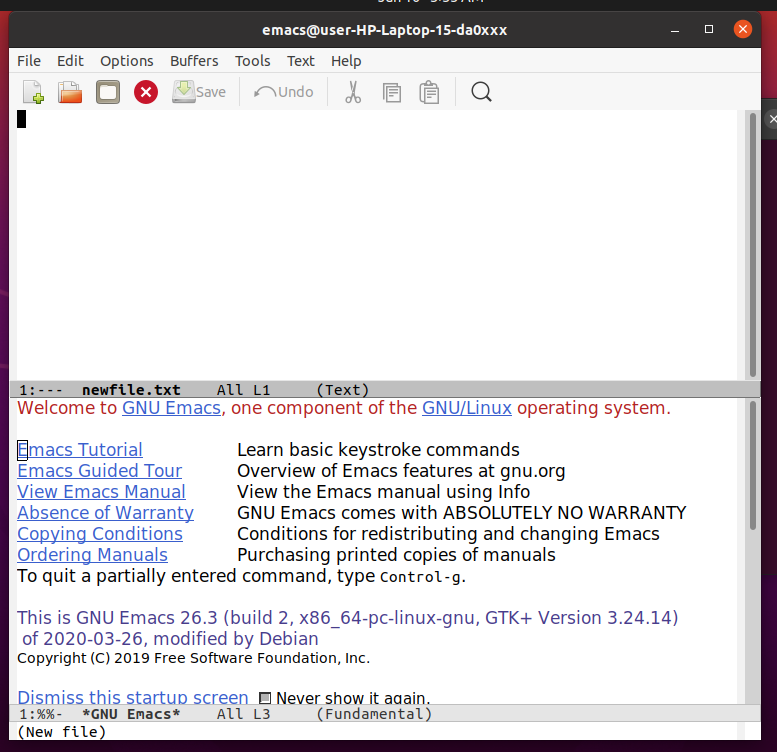 emacs@user-HP-Laptop-15-da0xxx
File Edit Options Buffers Tools Text Help
Save Undo
1:--- newfile.txt All L1 (Text)
Welcome to GNU Emacs, one component of the GNU/Linux operating system.
Emacs Tutorial Learn basic keystroke commands
Emacs Guided Tour Overview of Emacs features at gnu.org
View Emacs Manual View the Emacs manual using Info
Absence of Warranty GNU Emacs comes with ABSOLUTELY NO WARRANTY
Copying Conditions Conditions for redistributing and changing Emacs
Ordering Manuals Purchasing printed copies of manuals
To quit a partially entered command, type Control-g.
This is GNU Emacs 26.3 (build 2, x86_64-pc-linux-gnu, GTK+ Version 3.24.14)
of 2020-03-26, modified by Debian
Copyright (C) 2019 Free Software Foundation, Inc.
Dismiss this startup screen Never show it again.
1:%%- *GNU Emacs* All L3 (Fundamental)
(New file)